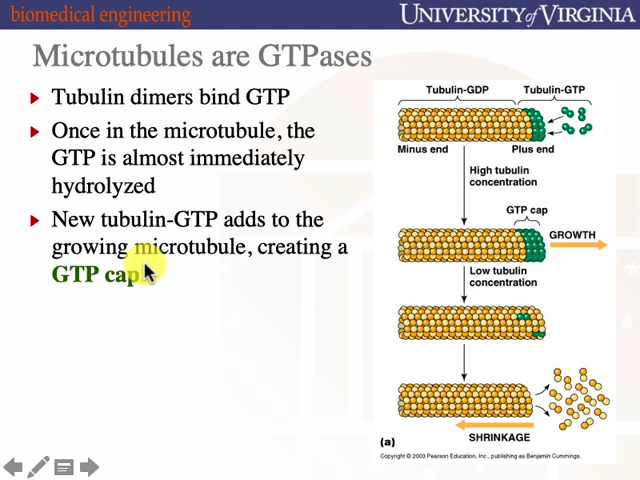 biomedical engineering
UNIVERSITY of VIRGINIA
Microtubules are GTPases
Tubulin dimers bind GTP
Once in the microtubule, the
GTP is almost immediately
hydrolyzed
New tubulin-GTP adds to the
growing microtubule, creating a
GTP cap
Tubulin-GDP
Tubulin-GTP
Minus end
Plus end
High tubulin
concentration
GTP cap
GROWTH
Low tubulin
concentration
SHRINKAGE
(a)
Copyright © 2003 Pearson Education, Inc., publishing as Benjamin Cummings.